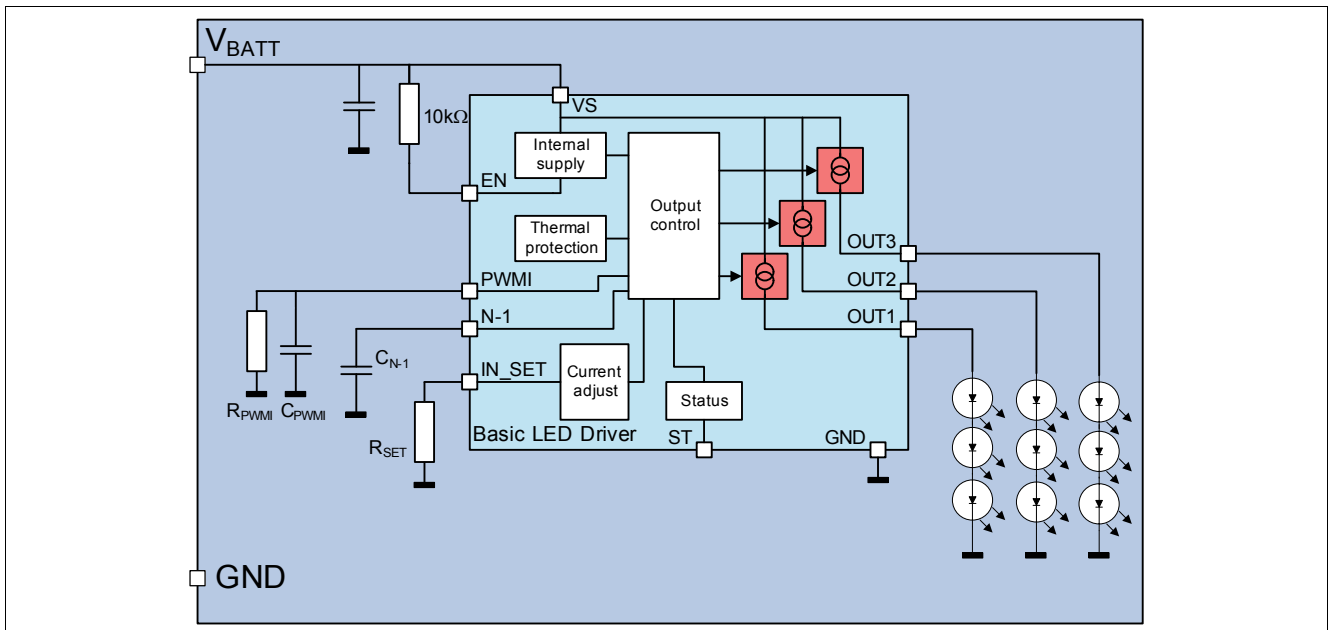 VBATT
10kΩ
VS
Internal
supply
EN
Output
control
Thermal
protection
OUT3
PWMI
OUT2
N-1
OUT1
CN-1
IN_SET
Current
adjust
RPWMI
CPWMI
Status
RSET
Basic LED Driver
ST
GND
GND